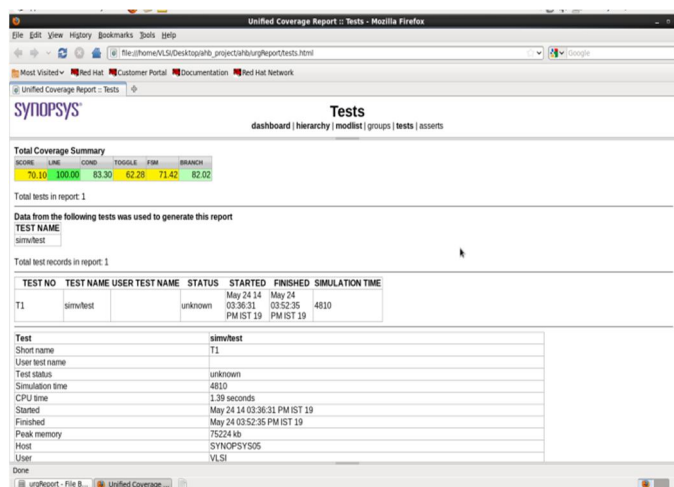 Unified Coverage Report :: Tests - Mozilla Firefox
File Edit View History Bookmarks Tools Help
file:///home/VLSI/Desktop/ahb_project/ahb/urgReport/tests.html
Google
Most Visited Red Hat Customer Portal Documentation Red Hat Network
Unified Coverage Report :: Tests
SYNOPSYS®
Tests
dashboard | hierarchy | modlist | groups | tests | asserts
Total Coverage Summary
SCORE LINE COND TOGGLE FSM BRANCH
70.10 100.00 83.30 62.28 71.42 82.02
Total tests in report: 1
Data from the following tests was used to generate this report
TEST NAME
simv/test
Total test records in report: 1
TEST NO TEST NAME USER TEST NAME STATUS STARTED FINISHED SIMULATION TIME
May 24 14 May 24
T1 simv/test unknown 03:36:31 03:52:35 4810
PM IST 19 PM IST 19
Test simv/test
Short name T1
User test name
Test status unknown
Simulation time 4810
CPU time 1.39 seconds
Started May 24 14 03:36:31 PM IST 19
Finished May 24 03:52:35 PM IST 19
Peak memory 75224 kb
Host SYNOPSYS05
User VLSI
Done
urgReport - File B... Unified Coverage ...